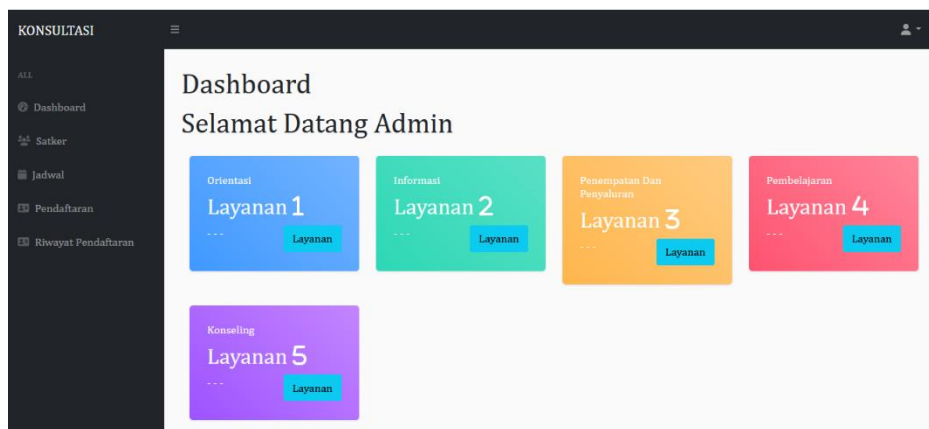 KONSULTASI
ALL
Dashboard
Satker
Jadwal
Pendaftaran
Riwayat Pendaftaran
Dashboard
Selamat Datang Admin
Orientasi
Layanan 1
- - -
Layanan
Informasi
Layanan 2
- - -
Layanan
Penempatan Dan
Penyaluran
Layanan 3
- - -
Layanan
Pembelajaran
Layanan 4
- - -
Layanan
Konseling
Layanan 5
- - -
Layanan